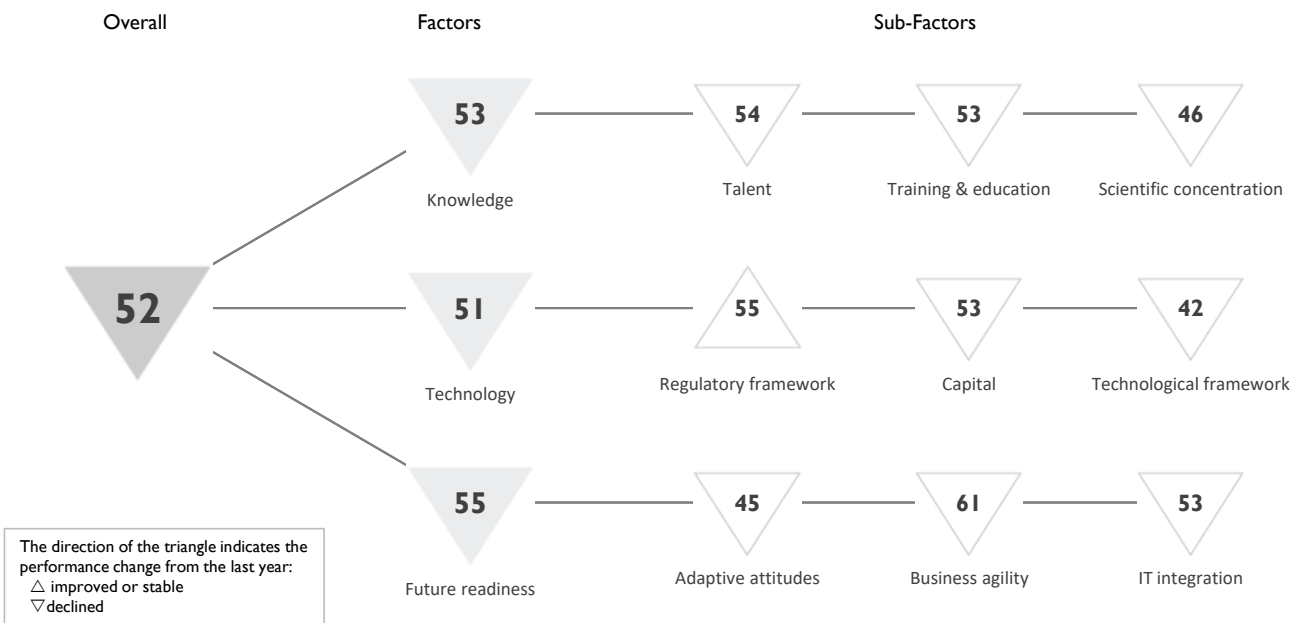 Overall Factors Sub-Factors
53 54 53 46
Knowledge Talent Training & education Scientific concentration
52 51 55 53 42
Technology Regulatory framework Capital Technological framework
55 45 61 53
Future readiness Adaptive attitudes Business agility IT integration
The direction of the triangle indicates the
performance change from the last year:
△ improved or stable
▽ declined